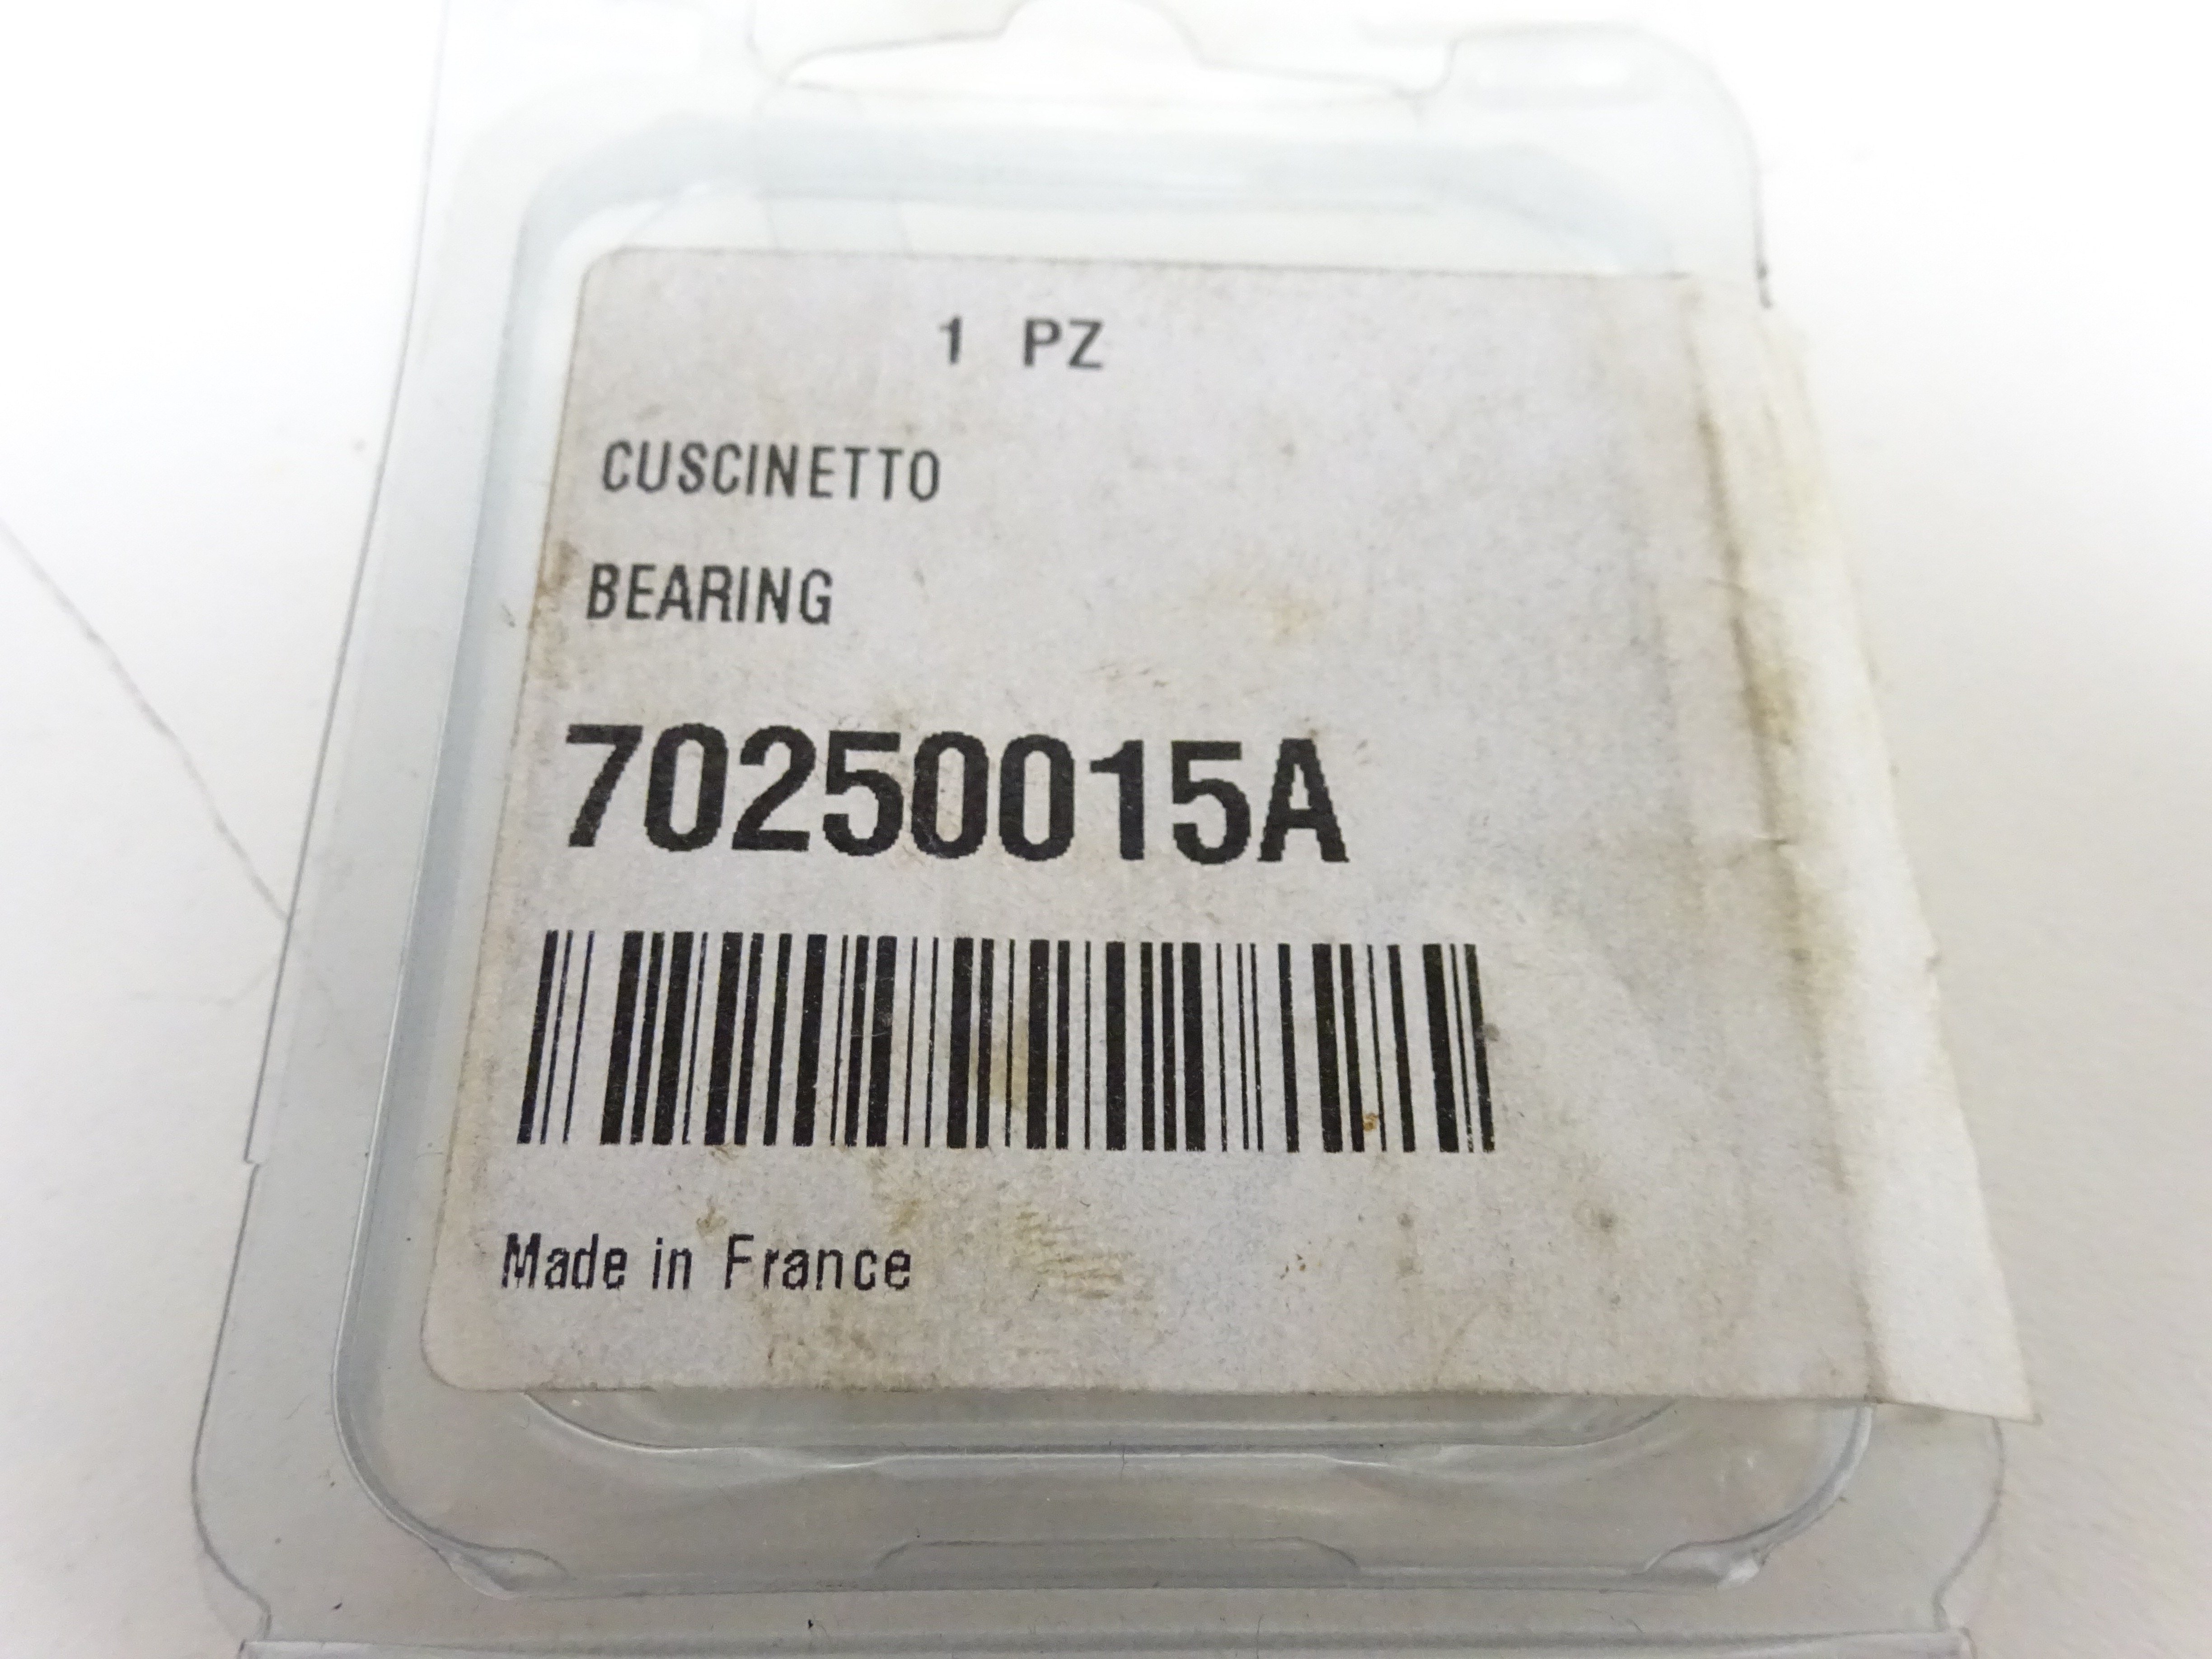 1 PZ
CUSCINETTO
BEARING
70250015A
Made in France